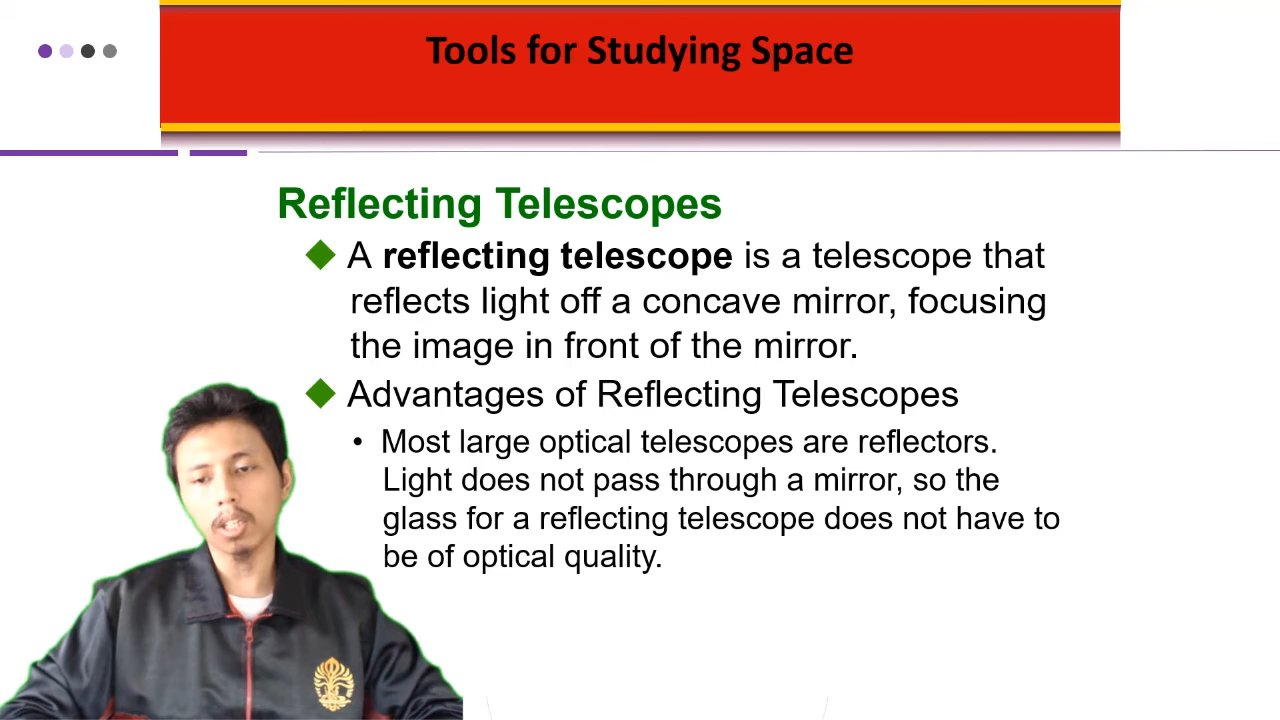 Tools for Studying Space
Reflecting Telescopes
A reflecting telescope is a telescope that
reflects light off a concave mirror, focusing
the image in front of the mirror.
Advantages of Reflecting Telescopes
• Most large optical telescopes are reflectors.
Light does not pass through a mirror, so the
glass for a reflecting telescope does not have to
be of optical quality.